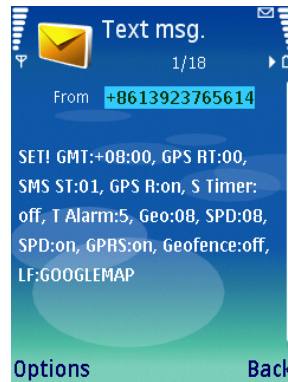 Text msg.
1/18
From +8613923765614
SET! GMT:+08:00, GPS RT:00,
SMS ST:01, GPS R:on, S Timer:
off, T Alarm:5, Geo:08, SPD:08,
SPD:on, GPRS:on, Geofence:off,
LF:GOOGLEMAP
Options Back